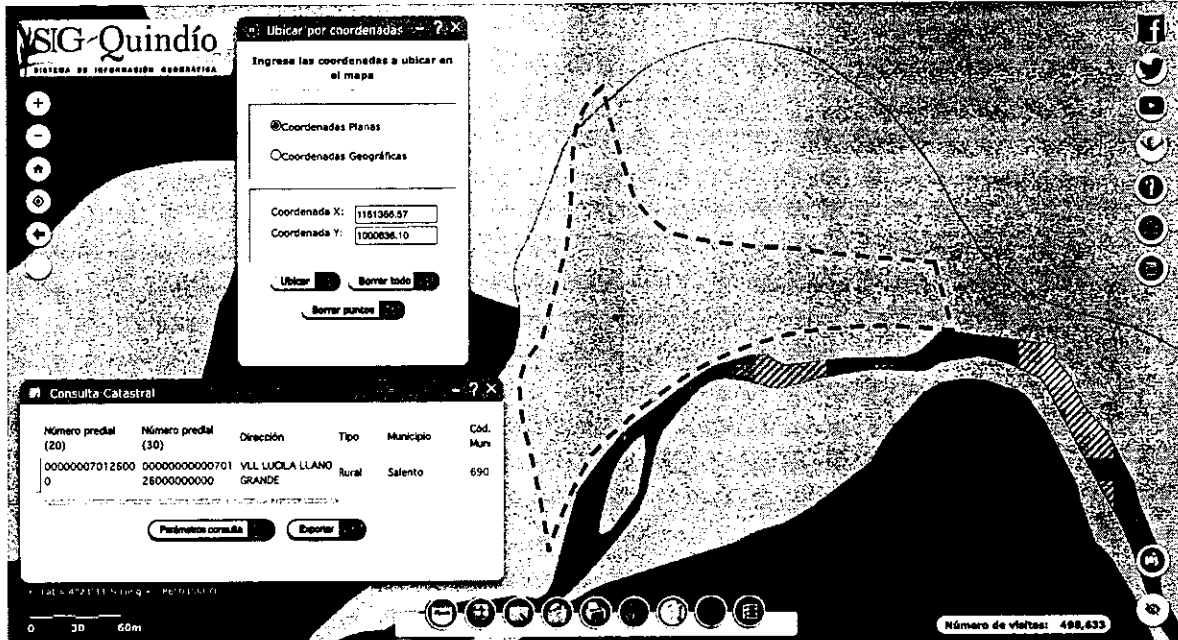 SIG-Quindío
SISTEMA DE INFORMACIÓN GEOGRÁFICA
Ubicar por coordenadas - ? X
Ingrese las coordenadas a ubicar en
el mapa
Coordenadas Planas
Coordenadas Geográficas
Coordenada X: 1161366.57
Coordenada Y: 1000636.10
Ubicar
Borrar todo
Borrar puntos
Consulta Catastral - ? X
Número predial
(20)
Número predial
(30)
Dirección
Tipo
Municipio
Cód.
Muni
00000007012600
0
00000000000701
26000000000
VLL LUCILA LLANO
GRANDE
Rural
Salento
690
Parámetros consulta
Exportar
0 30 60m
Número de visitas: 498,633